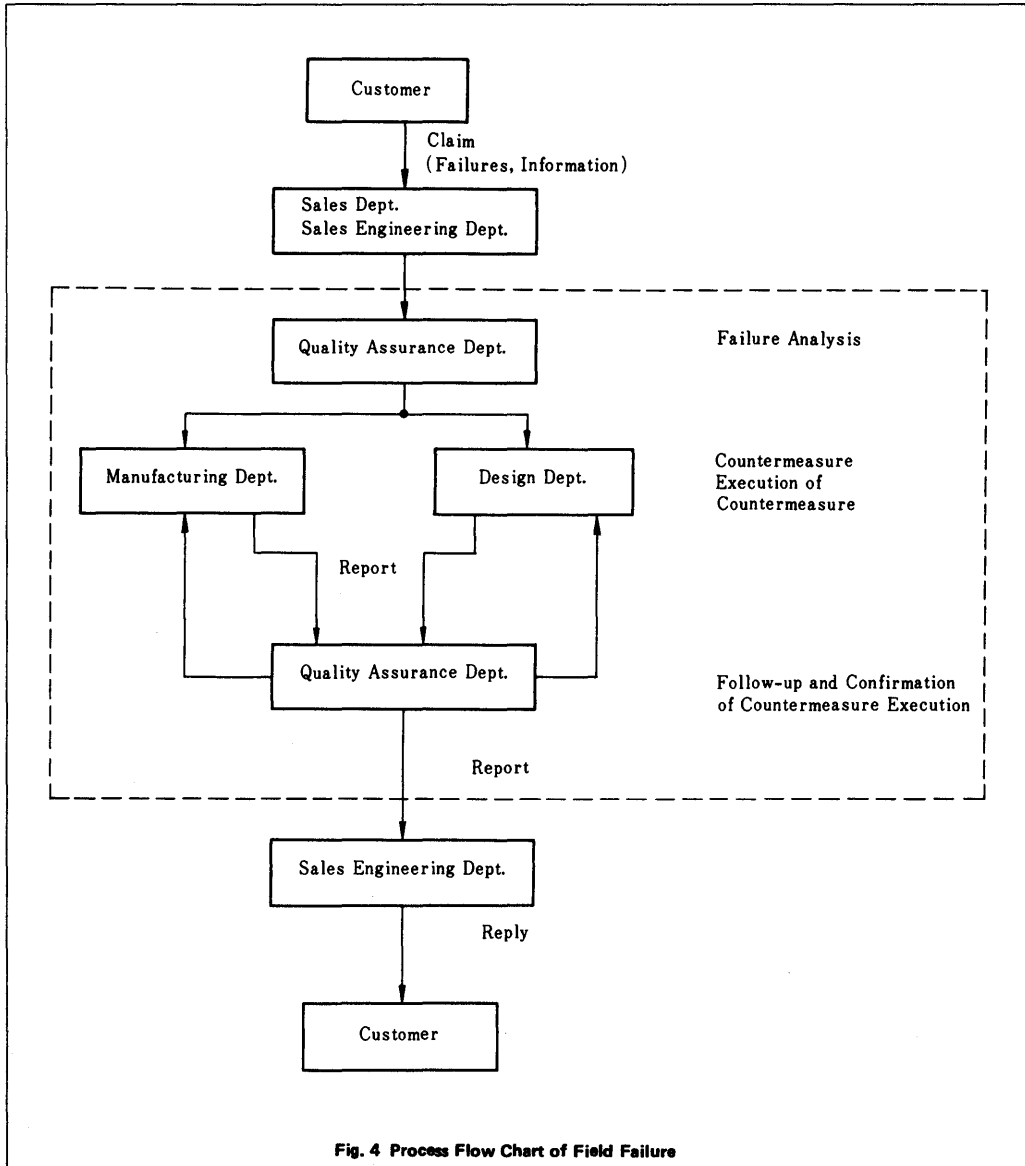 Customer
Claim
(Failures, Information)
Sales Dept.
Sales Engineering Dept.
Quality Assurance Dept.
Failure Analysis
Manufacturing Dept.
Design Dept.
Countermeasure
Execution of
Countermeasure
Report
Quality Assurance Dept.
Follow-up and Confirmation
of Countermeasure Execution
Report
Sales Engineering Dept.
Reply
Customer
Fig. 4 Process Flow Chart of Field Failure